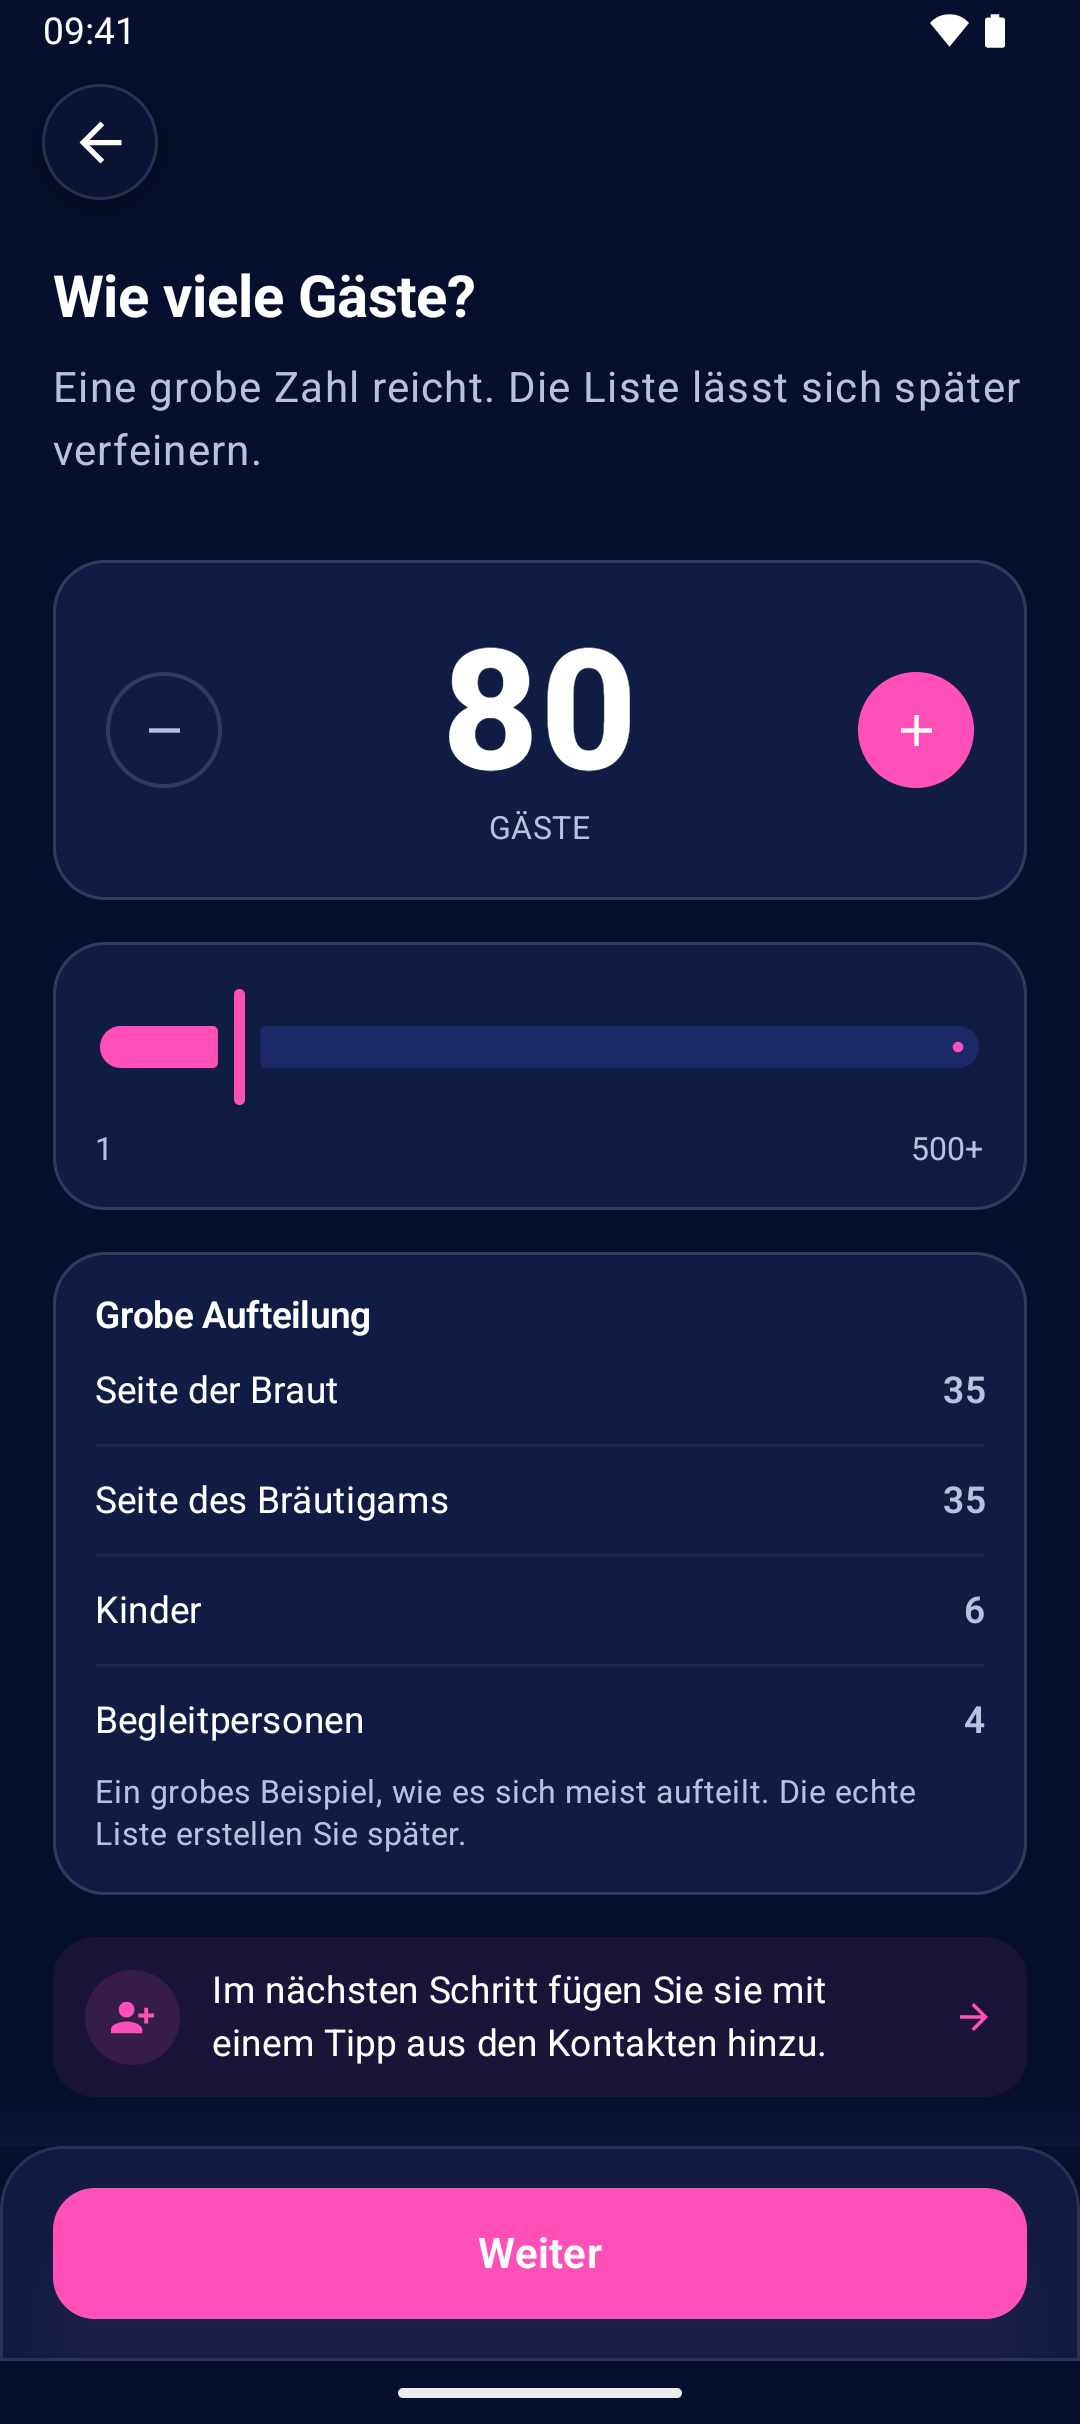 09:41
Wie viele Gäste?
Eine grobe Zahl reicht. Die Liste lässt sich später
verfeinern.
80
GÄSTE
1
500+
Grobe Aufteilung
Seite der Braut
35
Seite des Bräutigams
35
Kinder
6
Begleitpersonen
4
Ein grobes Beispiel, wie es sich meist aufteilt. Die echte
Liste erstellen Sie später.
Im nächsten Schritt fügen Sie sie mit
einem Tipp aus den Kontakten hinzu.
Weiter